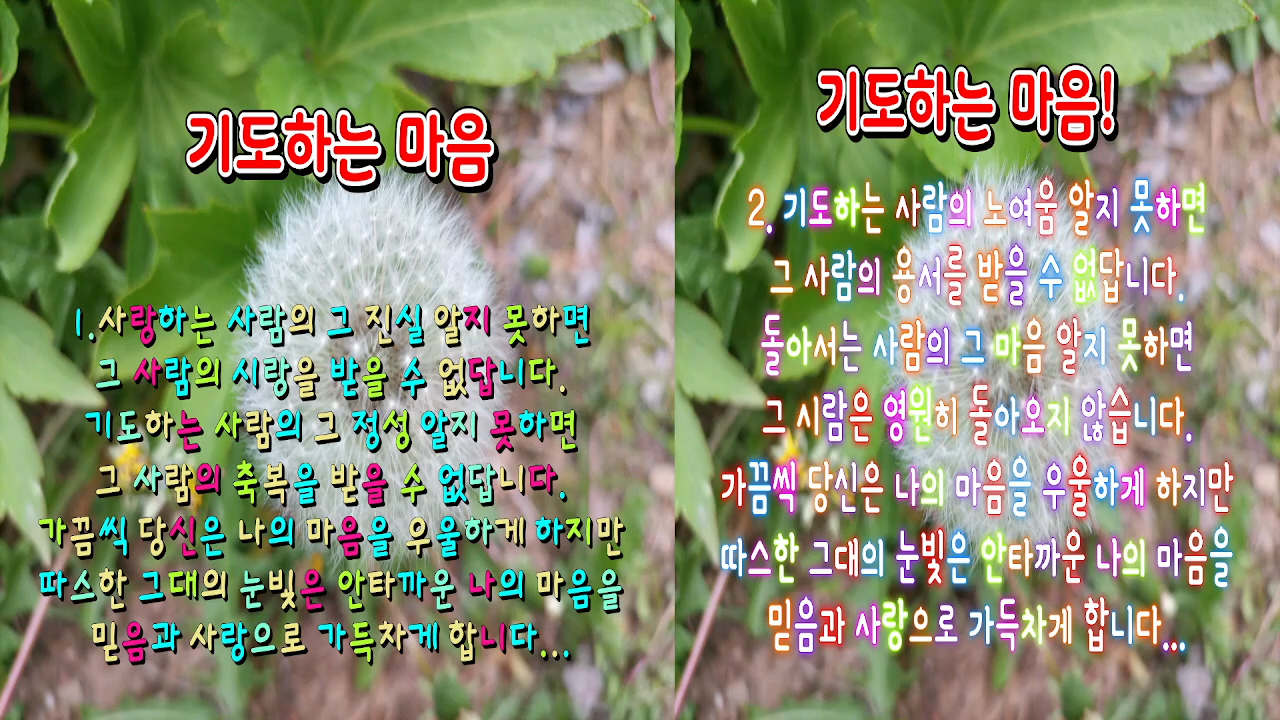 기도하는 마음
1. 사랑하는 사람의 그 진실 알지 못하면
그 사람의 시랑을 받을 수 없답니다.
기도하는 사람의 그 정성 알지 못하면
그 사람의 축복을 받을 수 없답니다.
가끔씩 당신은 나의 마음을 우울하게 하지만
따스한 그대의 눈빛은 안타까운 나의 마음을
믿음과 사랑으로 가득차게 합니다...
기도하는 마음!
2. 기도하는 사람의 노여움 알지 못하면
그 사람의 용서를 받을 수 없답니다.
돌아서는 사람의 그 마음 알지 못하면
그 시람은 영원히 돌아오지 않습니다.
가끔씩 당신은 나의 마음을 우울하게 하지만
따스한 그대의 눈빛은 안타까운 나의 마음을
믿음과 사랑으로 가득차게 합니다...